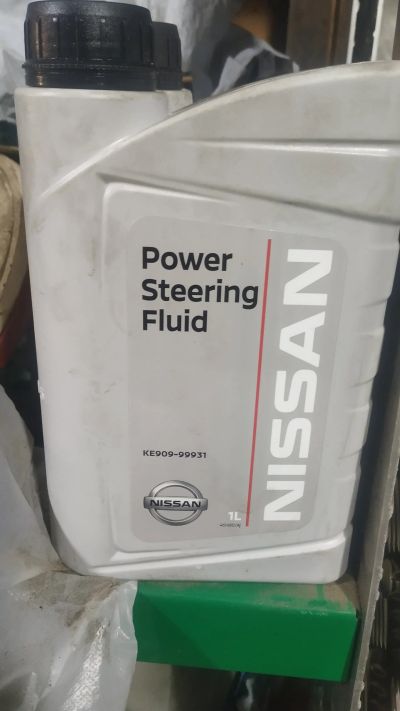 Power
Steering
Fluid
NISSAN
KE909-99931
NISSAN
1L